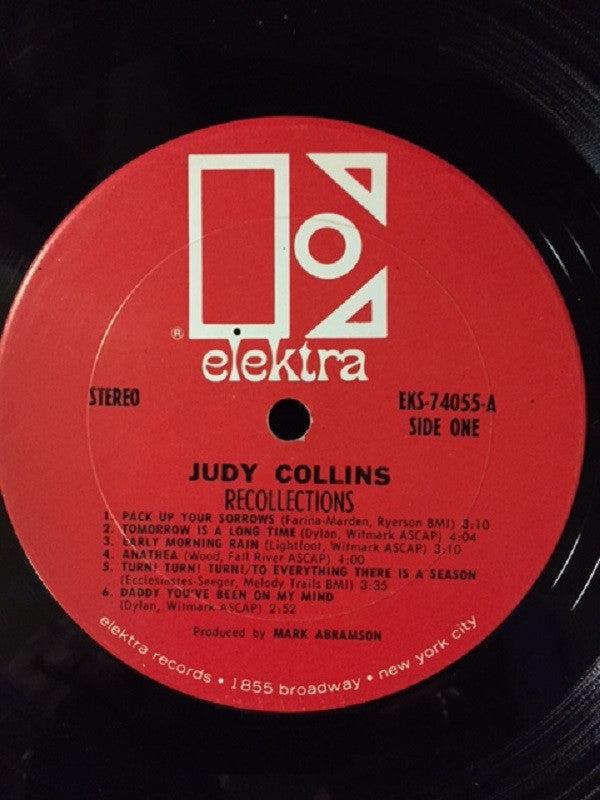 ®
elektra
STEREO
EKS-74055-A
SIDE ONE
JUDY COLLINS
RECOLLECTIONS
1. PACK UP YOUR SORROWS (Farina-Marden, Ryerson BMI) 3:10
2. TOMORROW IS A LONG TIME (Dylan, Witmark ASCAP) 4:04
3. EARLY MORNING RAIN (Lightfoot, Witmark ASCAP) 3:10
4. ANATHEA (Wood, Fall River ASCAP) 4:00
5. TURN! TURN! TURN!/TO EVERYTHING THERE IS A SEASON
(Ecclesiastes-Seeger, Melody Trails BMI) 3:35
6. DADDY YOU'VE BEEN ON MY MIND
(Dylan, Witmark ASCAP) 2:52
Produced by MARK ABRAMSON
elektra records • 1855 broadway • new york city